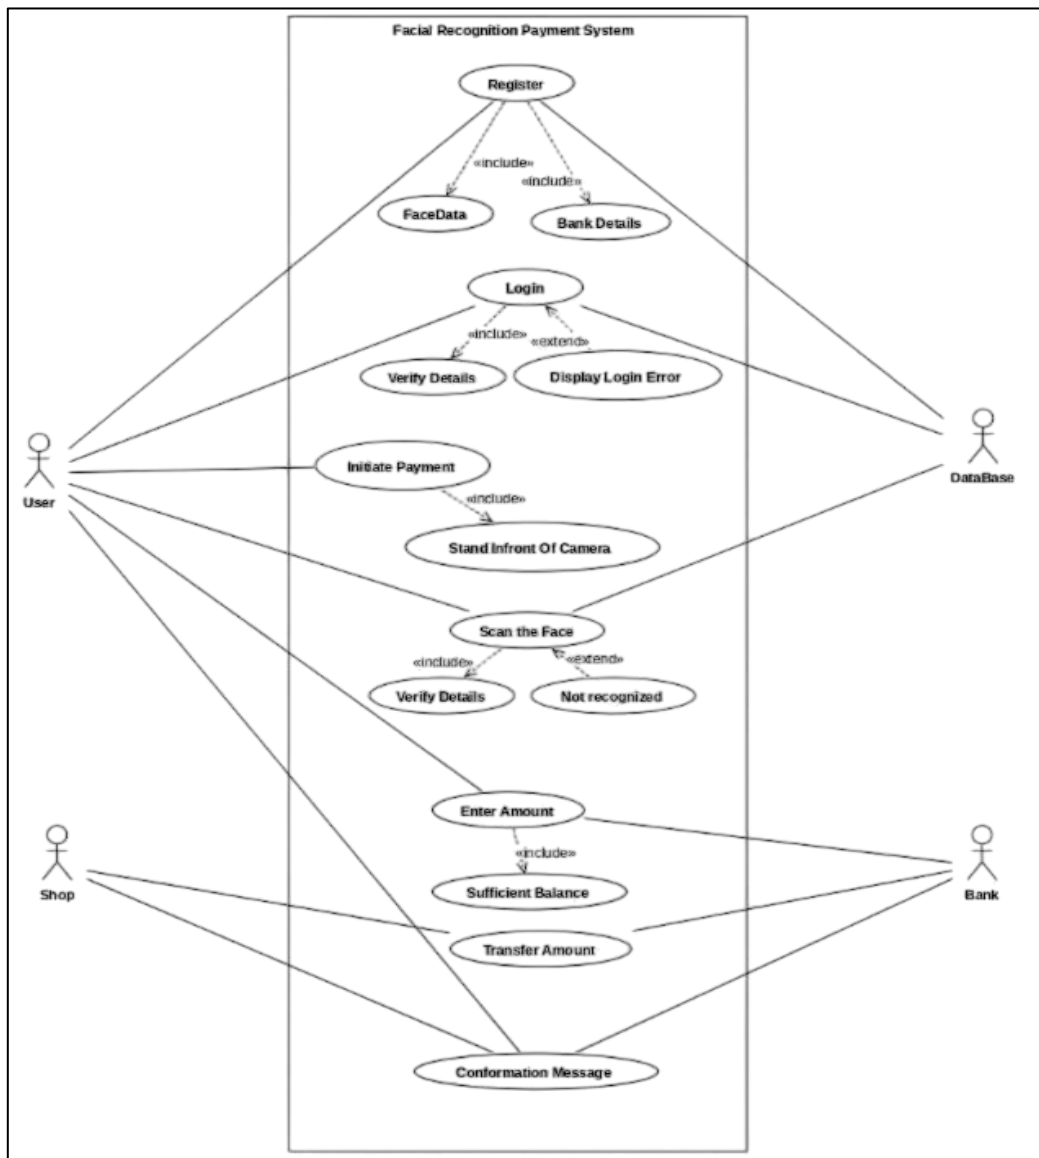 Facial Recognition Payment System
Register
«include»
«include»
FaceData
Bank Details
Login
«include»
«extend»
Verify Details
Display Login Error
Initiate Payment
User
DataBase
«include»
Stand Infront Of Camera
Scan the Face
«include»
«extend»
Verify Details
Not recognized
Enter Amount
«include»
Shop
Sufficient Balance
Bank
Transfer Amount
Conformation Message